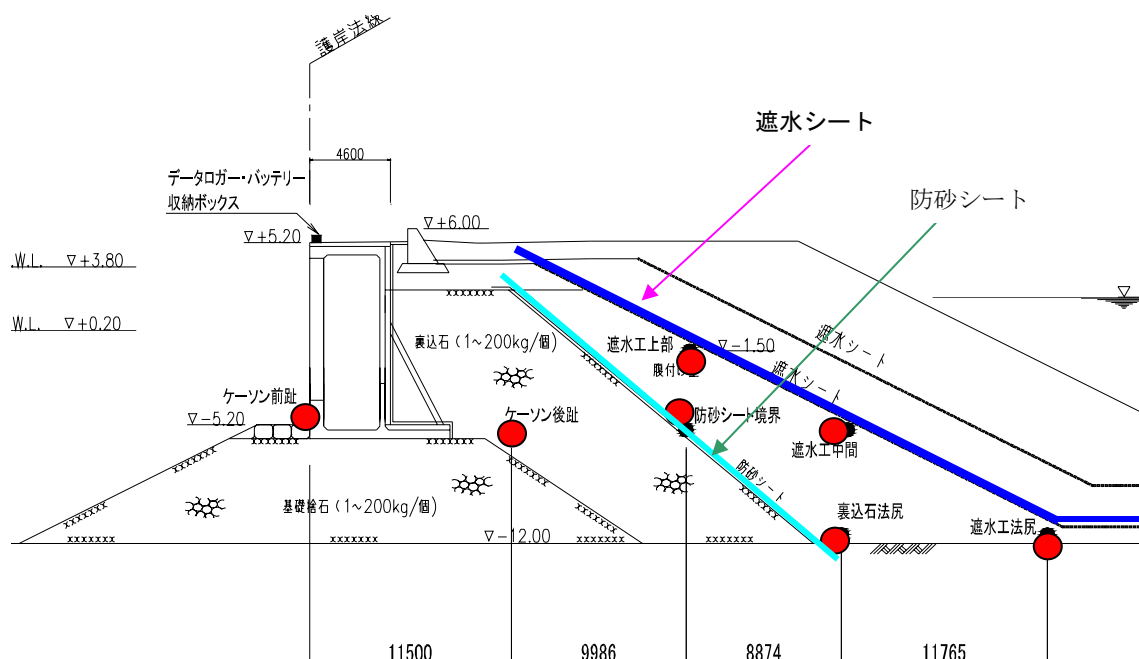 護岸法線
遮水シート
4600
データロガー・バッテリー
収納ボックス
防砂シート
▽+6.00
▽+5.20
.W.L. ▽+3.80
W.L. ▽+0.20
裏込石(1~200kg/個)
遮水工上部
▽-1.50
遮水シート
遮水シート
ケーソン前趾
▽-5.20
ケーソン後趾
防砂シート境界
遮水工中間
防砂シート
基礎捨石(1~200kg/個)
裏込石法尻
遮水工法尻
▽-12.00
11500
9986
8874
11765